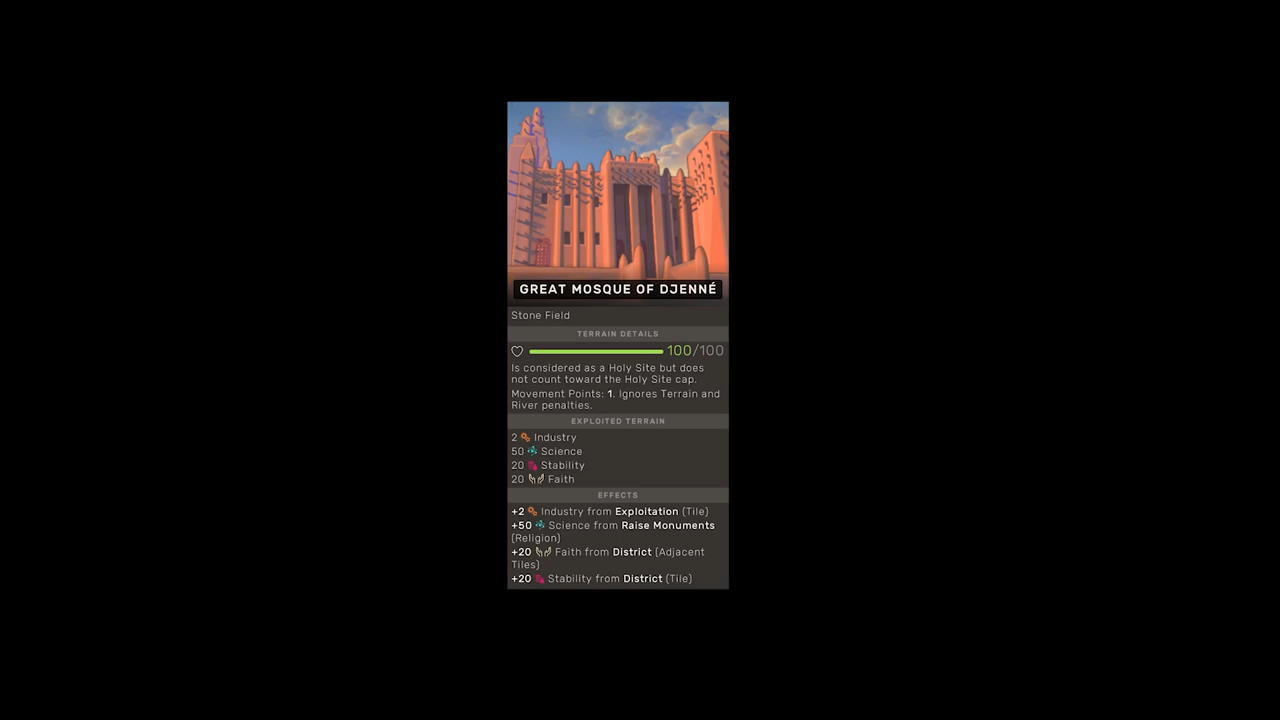 GREAT MOSQUE OF DJENNÉ
Stone Field
TERRAIN DETAILS
100/100
Is considered as a Holy Site but does
not count toward the Holy Site cap.
Movement Points: 1. Ignores Terrain and
River penalties.
EXPLOITED TERRAIN
2 Industry
50 Science
20 Stability
20 Faith
EFFECTS
+2 Industry from Exploitation (Tile)
+50 Science from Raise Monuments
(Religion)
+20 Faith from District (Adjacent
Tiles)
+20 Stability from District (Tile)